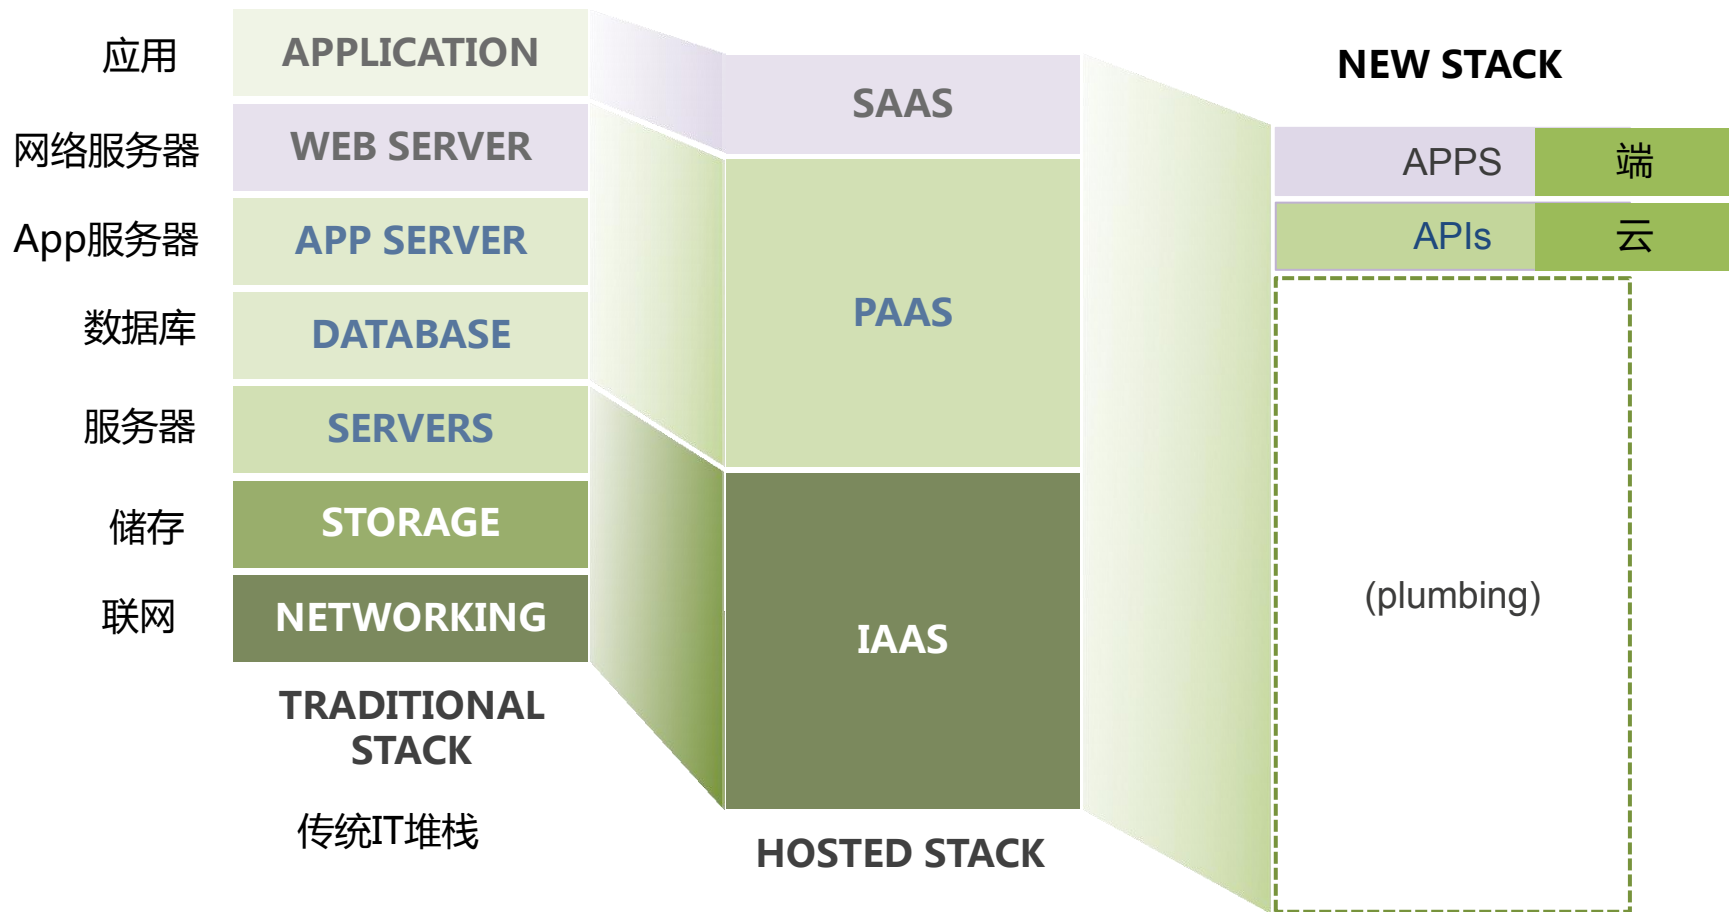 应用
APPLICATION
网络服务器
WEB SERVER
App服务器
APP SERVER
数据库
DATABASE
服务器
SERVERS
储存
STORAGE
联网
NETWORKING
TRADITIONAL
STACK
传统IT堆栈
SAAS
PAAS
IAAS
HOSTED STACK
NEW STACK
APPS
端
APIs
云
(plumbing)